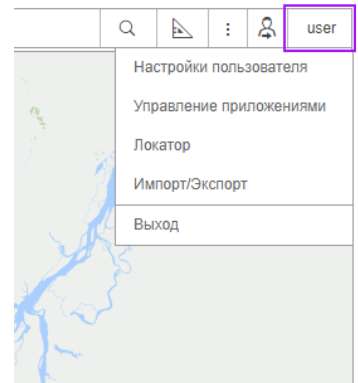 user
Настройки пользователя
Управление приложениями
Локатор
Импорт/Экспорт
Выход